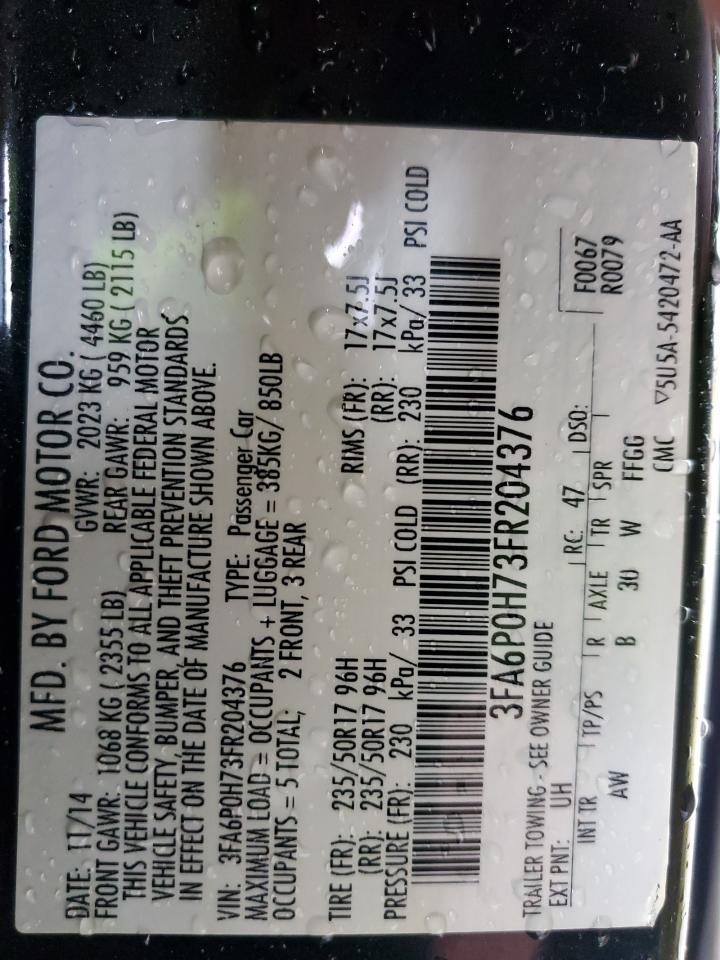 MFD. BY FORD MOTOR CO.
DATE: 11/14 GVWR: 2023 KG ( 4460 LB)
FRONT GAWR: 1068 KG ( 2355 LB) REAR GAWR: 959 KG ( 2115 LB)
THIS VEHICLE CONFORMS TO ALL APPLICABLE FEDERAL MOTOR
VEHICLE SAFETY, BUMPER, AND THEFT PREVENTION STANDARDS
IN EFFECT ON THE DATE OF MANUFACTURE SHOWN ABOVE.
VIN: 3FA6P0H73FR204376 TYPE: Passenger Car
MAXIMUM LOAD = OCCUPANTS + LUGGAGE = 385KG/ 850LB
OCCUPANTS = 5 TOTAL, 2 FRONT, 3 REAR
TIRE (FR): 235/50R17 96H RIMS (FR): 17x7.5J
(RR): 235/50R17 96H (RR): 17x7.5J
PRESSURE (FR): 230 kPa/ 33 PSI COLD (RR): 230 kPa/ 33 PSI COLD
3FA6P0H73FR204376
TRAILER TOWING - SEE OWNER GUIDE
EXT PNT: UH RC: 47 DSO: F0067
R0079
INT TR TP/PS R AXLE TR SPR
AW B 30 W FFGG
CMC ▽5U5A-5420472-AA